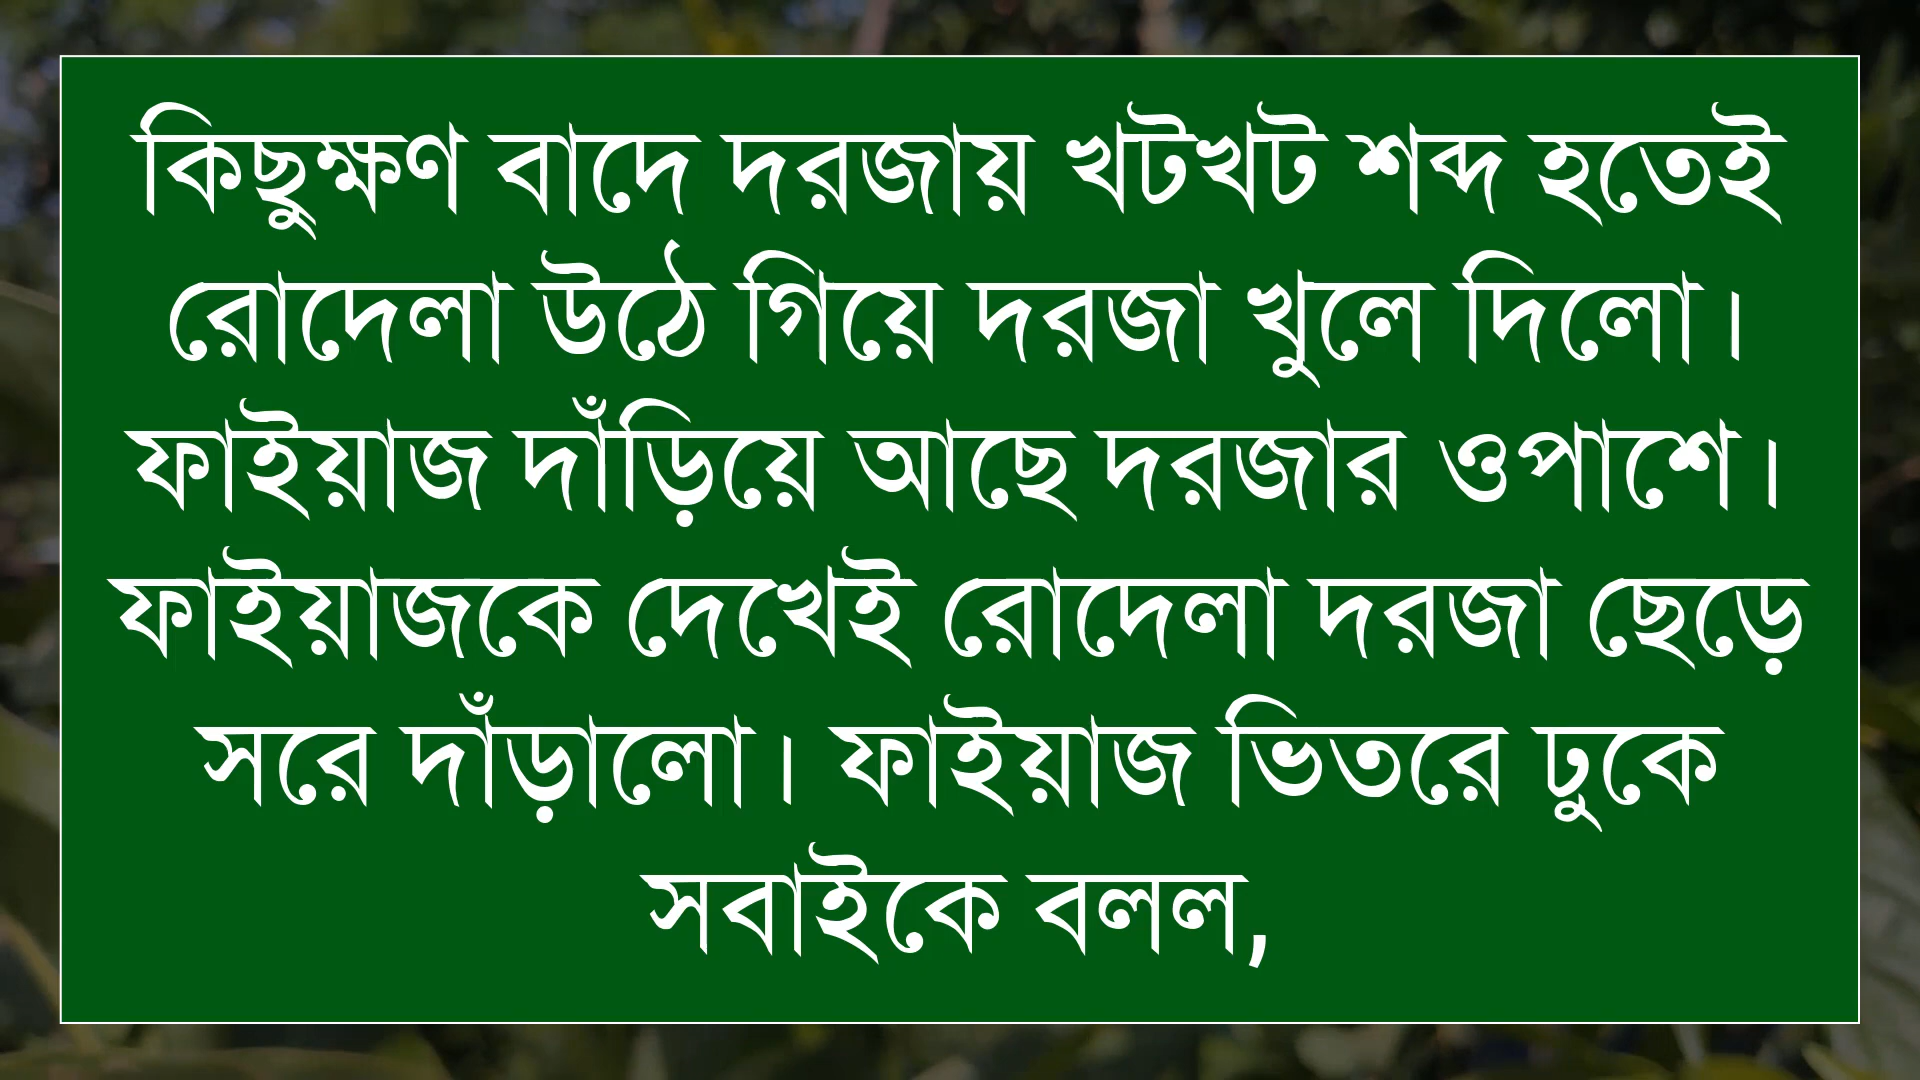 কিছুক্ষণ বাদে দরজায় খটখট শব্দ হতেই
রোদেলা উঠে গিয়ে দরজা খুলে দিলো।
ফাইয়াজ দাঁড়িয়ে আছে দরজার ওপাশে।
ফাইয়াজকে দেখেই রোদেলা দরজা ছেড়ে
সরে দাঁড়ালো। ফাইয়াজ ভিতরে ঢুকে
সবাইকে বলল,